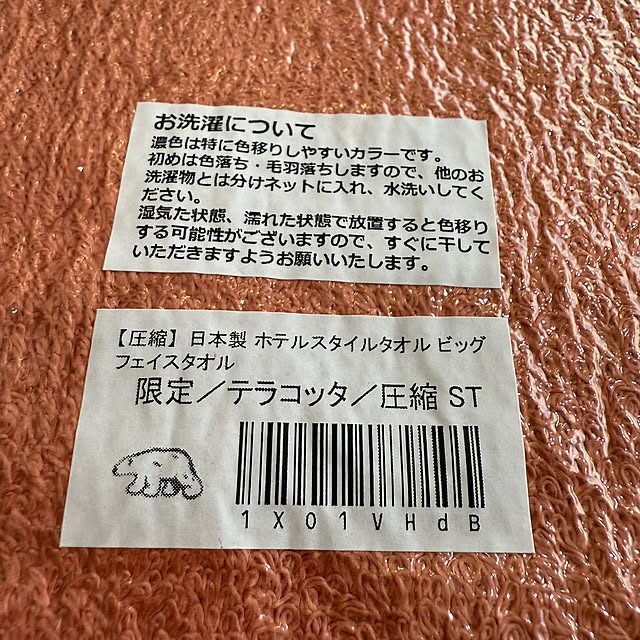 お洗濯について
濃色は特に色移りしやすいカラーです。
初めは色落ち・毛羽落ちしますので、他のお
洗濯物とは分けネットに入れ、水洗いしてく
ださい。
湿気た状態、濡れた状態で放置すると色移り
する可能性がございますので、すぐに干して
いただきますようお願いいたします。
【圧縮】日本製 ホテルスタイルタオル ビッグ
フェイスタオル
限定／テラコッタ／圧縮 ST
1X01VHdB